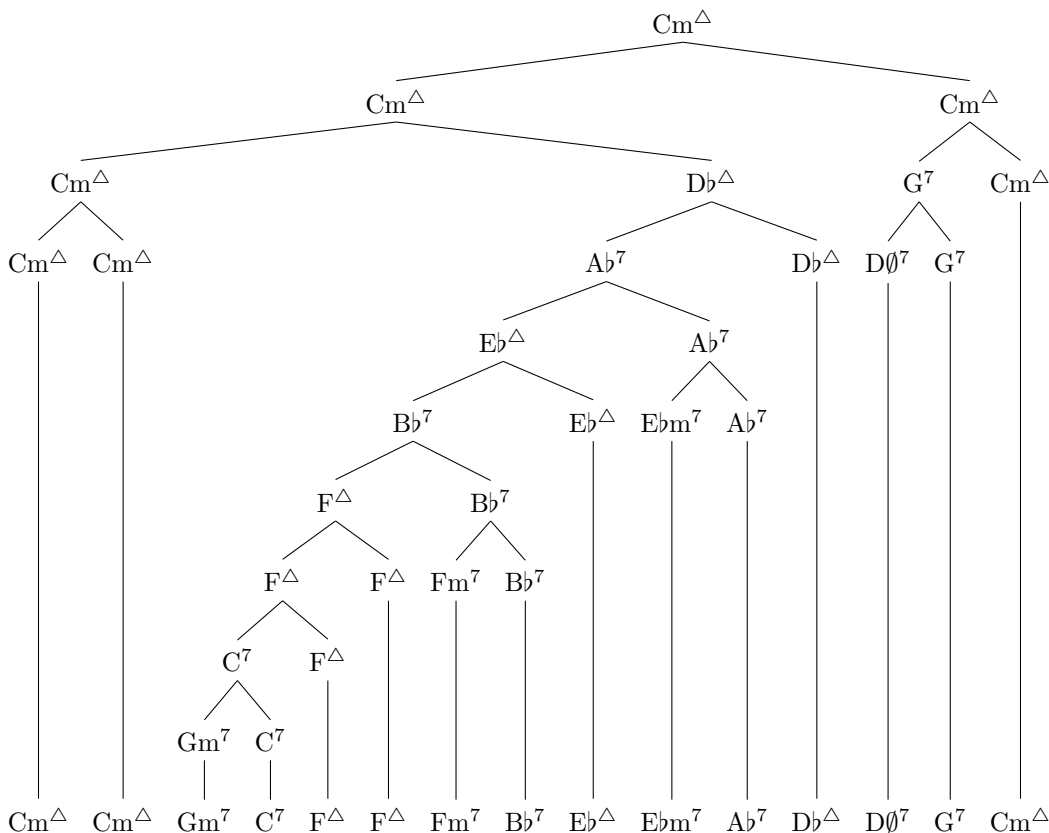 Cm△
Cm△ Cm△
Cm△ D♭△ G7 Cm△
Cm△ Cm△ A♭7 D♭△ D∅7 G7
E♭△ A♭7
B♭7 E♭△ E♭m7 A♭7
F△ B♭7
F△ F△ Fm7 B♭7
C7 F△
Gm7 C7
Cm△ Cm△ Gm7 C7 F△ F△ Fm7 B♭7 E♭△ E♭m7 A♭7 D♭△ D∅7 G7 Cm△